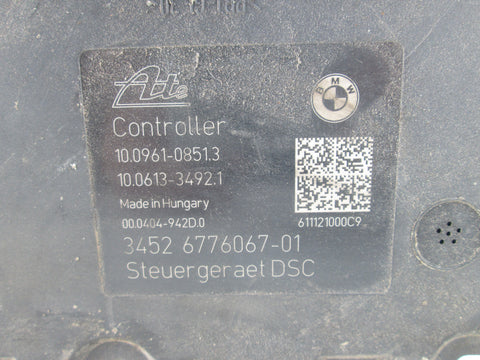 Ate
BMW
Controller
10.0961-0851.3
10.0613-3492.1
Made in Hungary
00.0404-942D.0
611121000C9
3452 6776067-01
Steuergeraet DSC